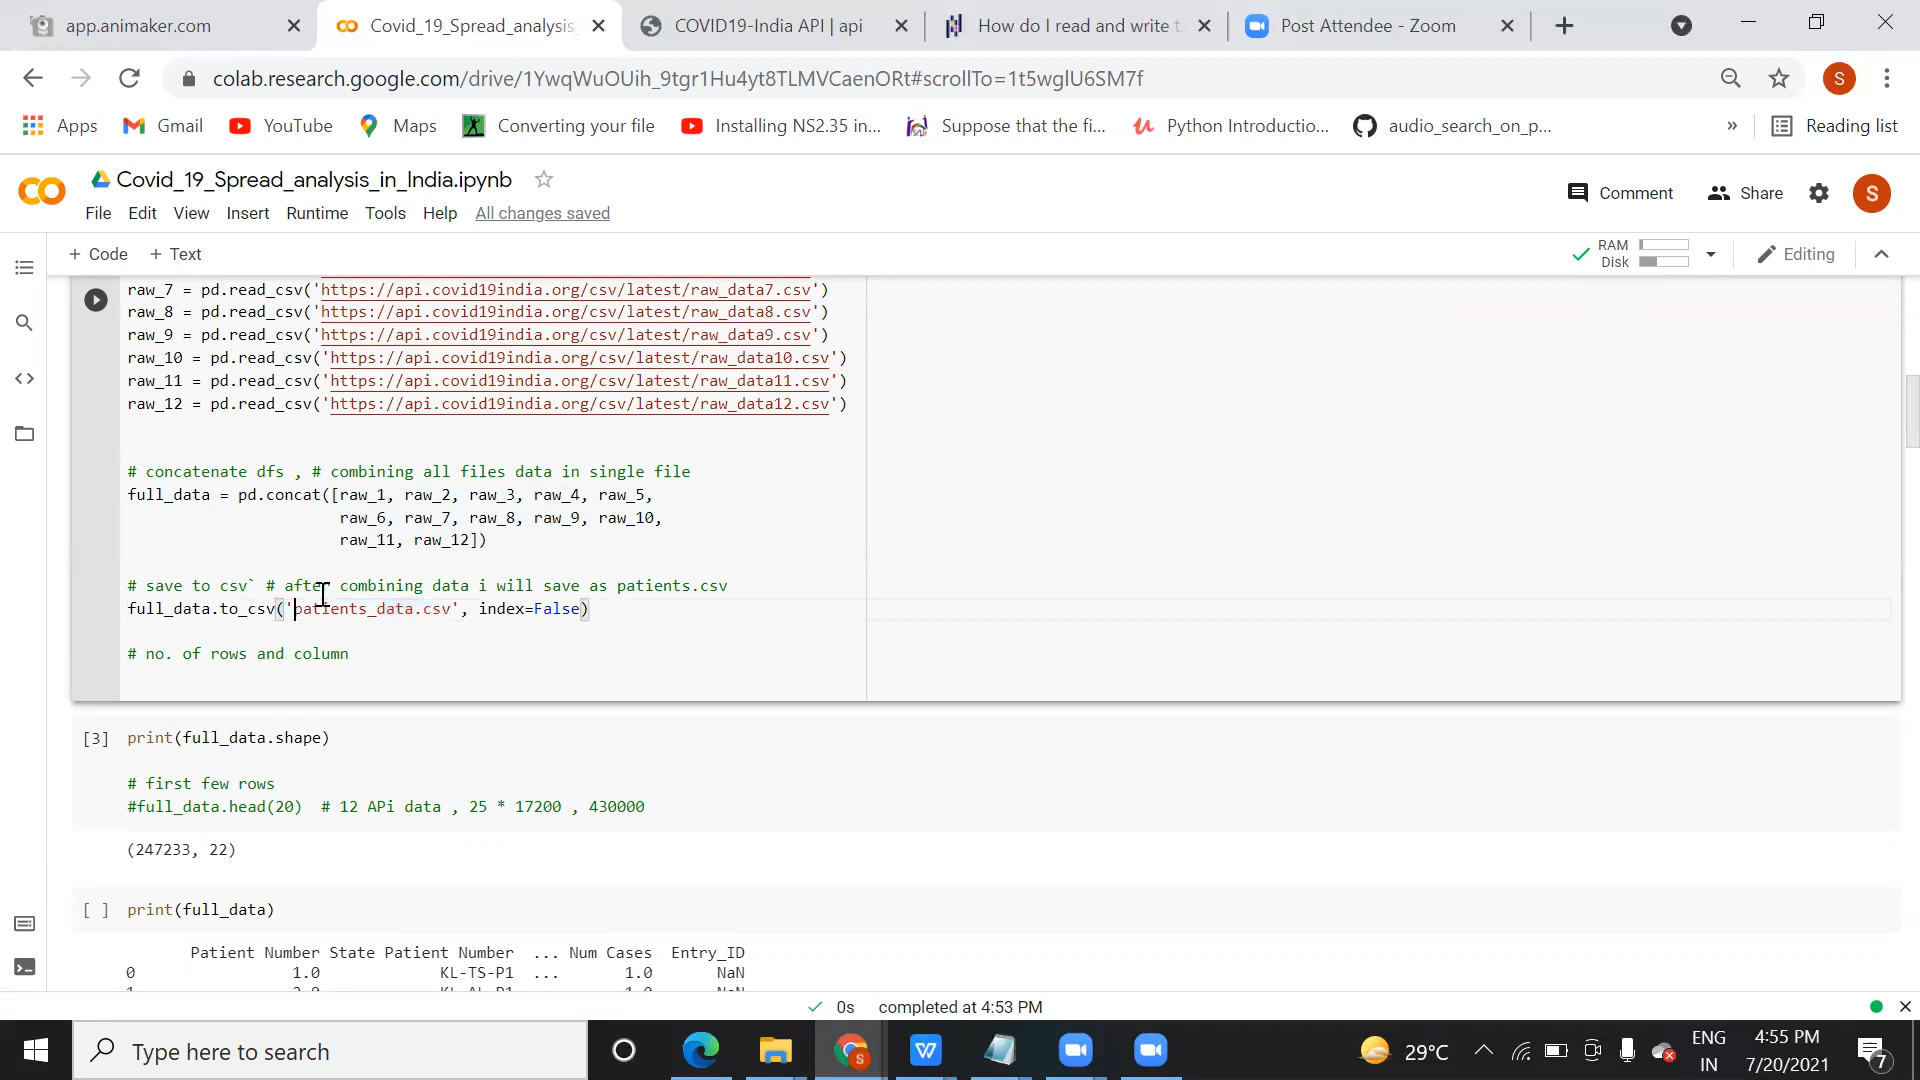 app.animaker.com
Covid_19_Spread_analysis_
COVID19-India API | api
How do I read and write t
Post Attendee - Zoom
colab.research.google.com/drive/1YwqWuOUih_9tgr1Hu4yt8TLMVCaenORt#scrollTo=1t5wglU6SM7f
S
Apps
Gmail
YouTube
Maps
Converting your file
Installing NS2.35 in...
Suppose that the fi...
Python Introductio...
audio_search_on_p...
»
Reading list
Covid_19_Spread_analysis_in_India.ipynb
Comment
Share
S
File Edit View Insert Runtime Tools Help All changes saved
+ Code + Text
RAM
Disk
Editing
raw_7 = pd.read_csv('https://api.covid19india.org/csv/latest/raw_data7.csv')
raw_8 = pd.read_csv('https://api.covid19india.org/csv/latest/raw_data8.csv')
raw_9 = pd.read_csv('https://api.covid19india.org/csv/latest/raw_data9.csv')
raw_10 = pd.read_csv('https://api.covid19india.org/csv/latest/raw_data10.csv')
raw_11 = pd.read_csv('https://api.covid19india.org/csv/latest/raw_data11.csv')
raw_12 = pd.read_csv('https://api.covid19india.org/csv/latest/raw_data12.csv')
# concatenate dfs , # combining all files data in single file
full_data = pd.concat([raw_1, raw_2, raw_3, raw_4, raw_5,
raw_6, raw_7, raw_8, raw_9, raw_10,
raw_11, raw_12])
# save to csv` # after combining data i will save as patients.csv
full_data.to_csv('patients_data.csv', index=False)
# no. of rows and column
[3] print(full_data.shape)
# first few rows
#full_data.head(20) # 12 APi data , 25 * 17200 , 430000
(247233, 22)
[ ] print(full_data)
Patient Number State Patient Number ... Num Cases Entry_ID
0 1.0 KL-TS-P1 ... 1.0 NaN
0s completed at 4:53 PM
Type here to search
W
29°C
ENG
IN
4:55 PM
7/20/2021
7